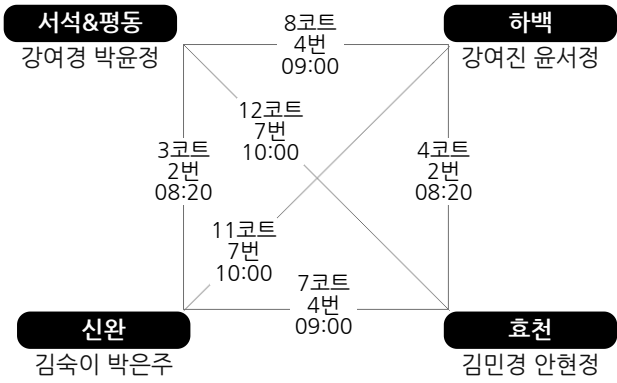 서석&평동
강여경 박윤정
8코트
4번
09:00
하백
강여진 윤서정
12코트
7번
10:00
3코트
2번
08:20
4코트
2번
08:20
11코트
7번
10:00
7코트
4번
09:00
신완
김숙이 박은주
효천
김민경 안현정